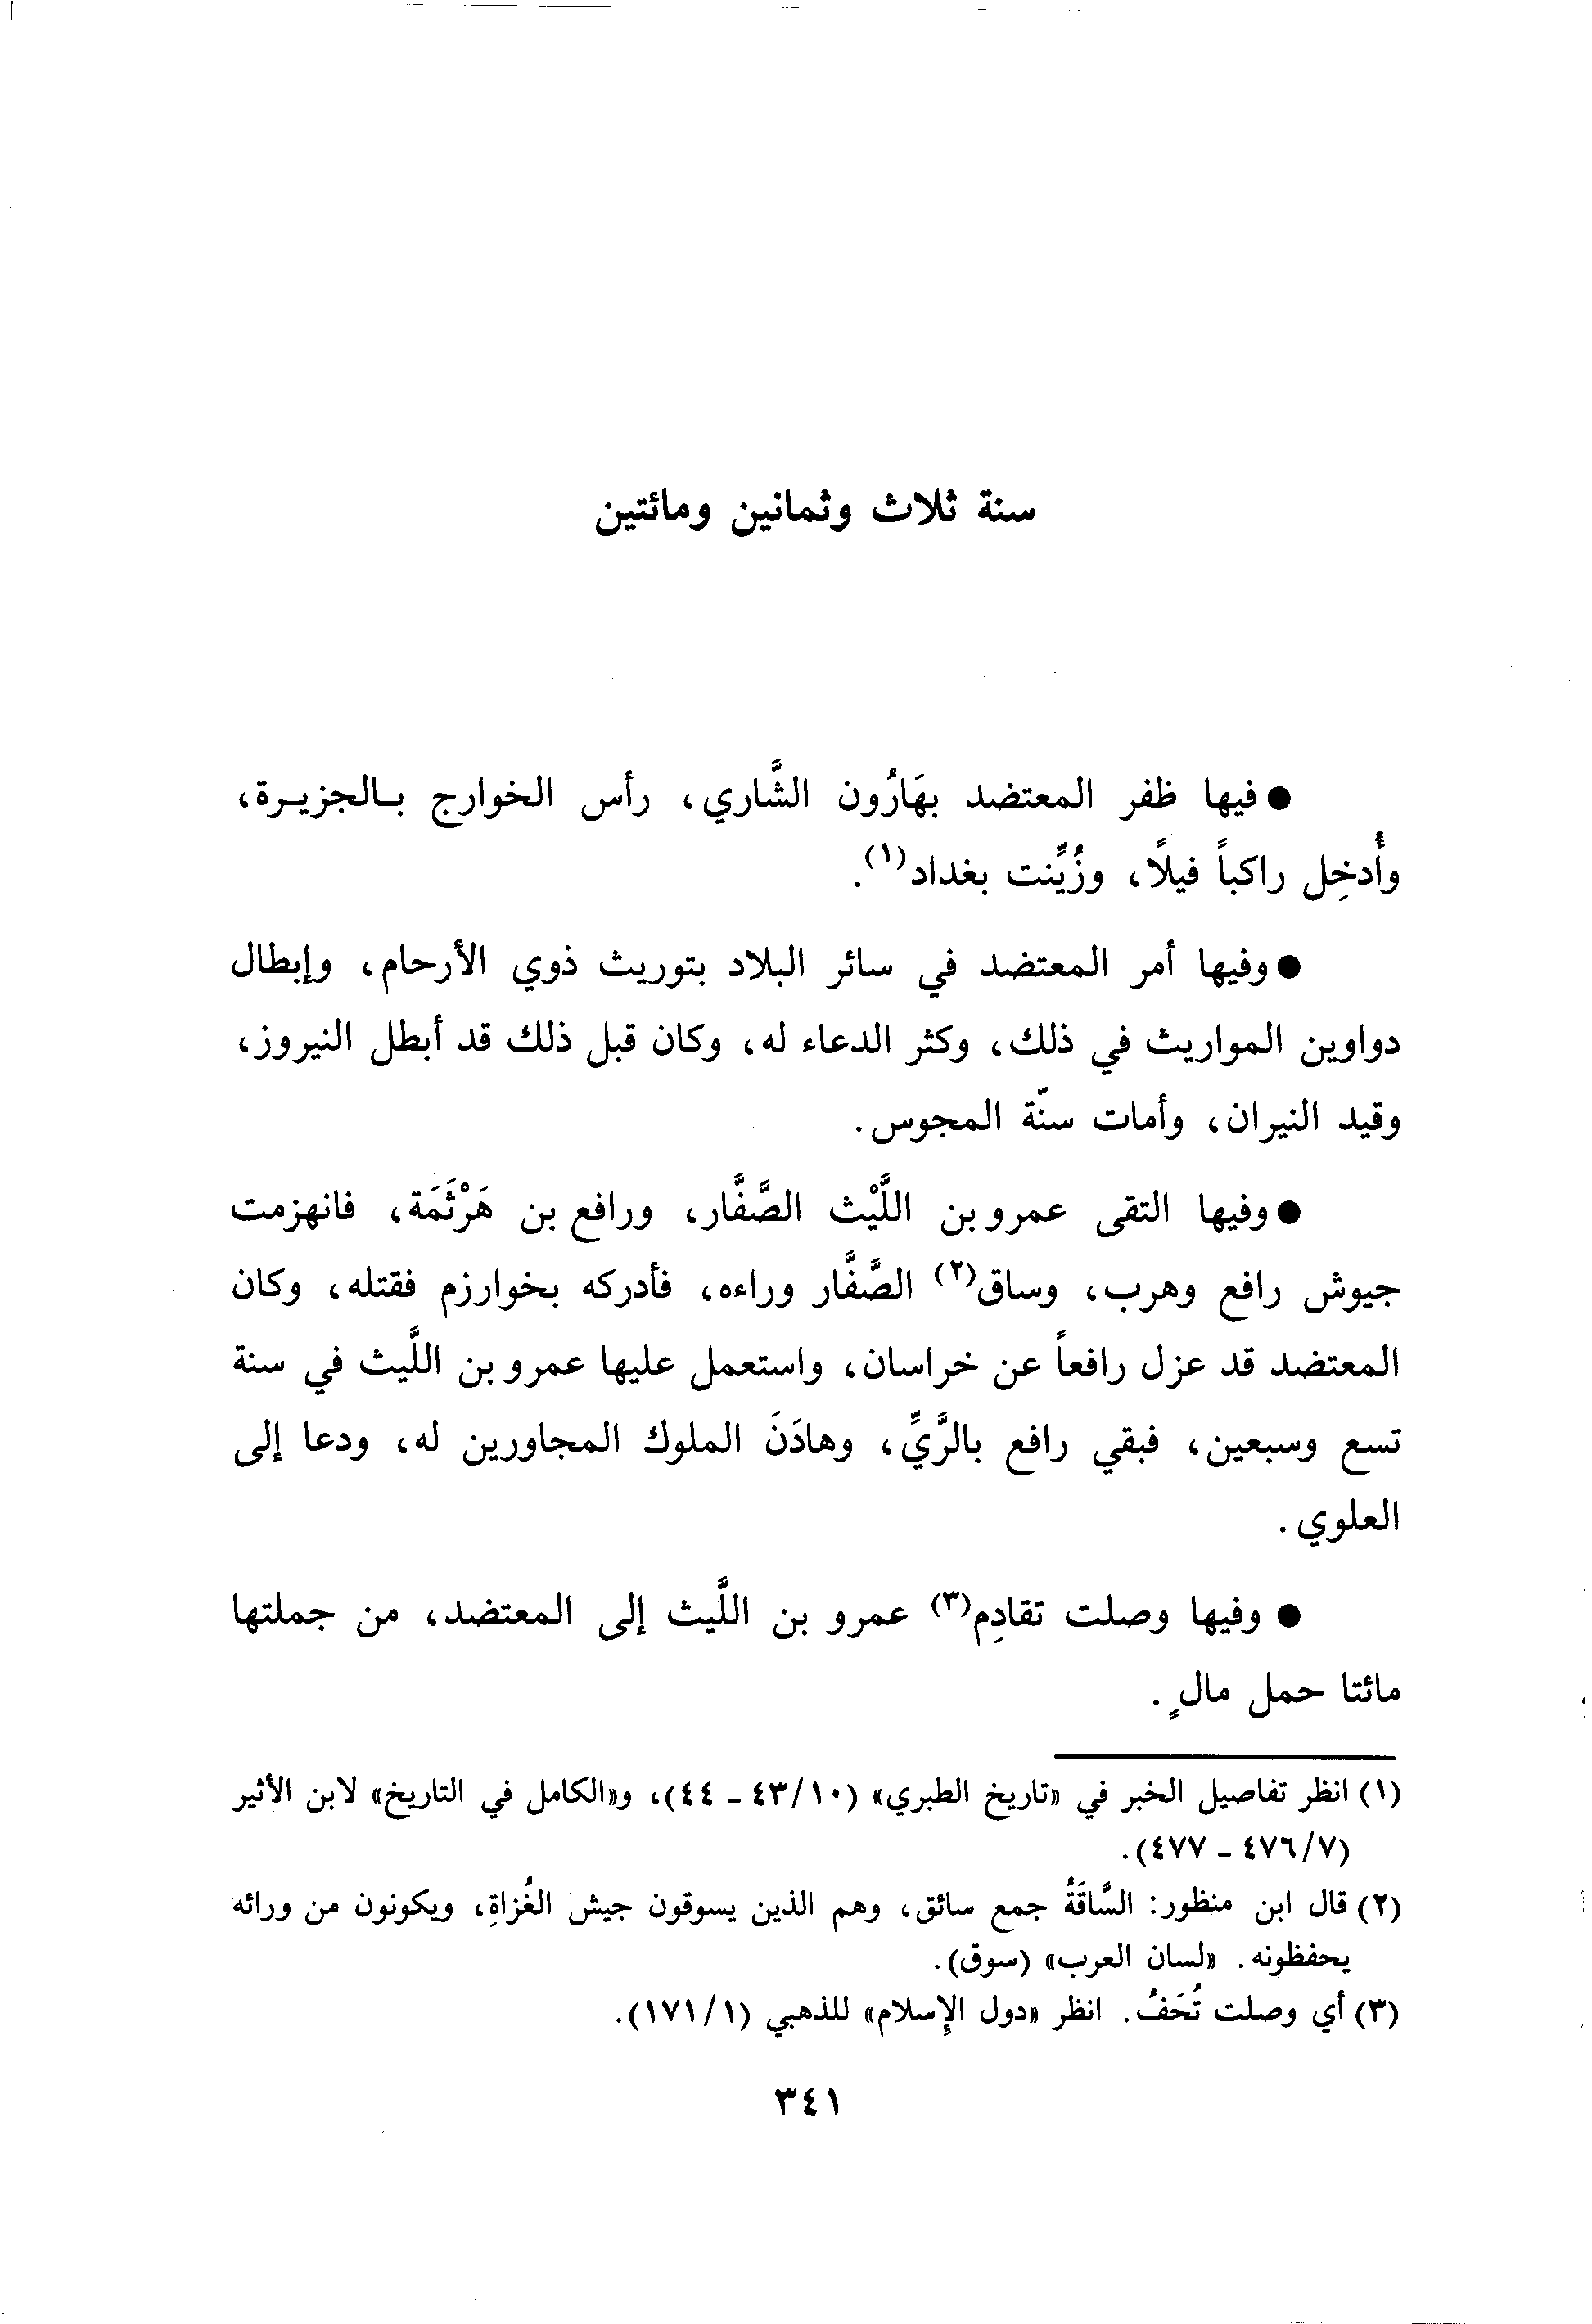 سنة ثلاث وثمانين ومائتين
● فيها ظفر المعتضد بهَارُون الشَّاري، رأس الخوارج بـالجزيـرة،
وأُدخِل راكباً فيلًا، وزُيِّنت بغداد(١).
● وفيها أمر المعتضد في سائر البلاد بتوريث ذوي الأرحام، وإبطال
دواوين المواريث في ذلك، وكثر الدعاء له، وكان قبل ذلك قد أبطل النيروز،
وقيد النيران، وأمات سنّة المجوس.
● وفيها التقى عمرو بن اللَّيْث الصَّفَّار، ورافع بن هَرْثَمَة، فانهزمت
جيوش رافع وهرب، وساق(٢) الصَّفَّار وراءه، فأدركه بخوارزم فقتله، وكان
المعتضد قد عزل رافعاً عن خراسان، واستعمل عليها عمرو بن اللَّيث في سنة
تسع وسبعين، فبقي رافع بالرَّيِّ، وهادَنَ الملوك المجاورين له، ودعا إلى
العلوي.
● وفيها وصلت تقادِم(٣) عمرو بن اللَّيث إلى المعتضد، من جملتها
مائتا حمل مالٍ.
(١) انظر تفاصيل الخبر في «تاريخ الطبري» (١٠/٤٣ - ٤٤)، و«الكامل في التاريخ» لابن الأثير
(٧/٤٧٦ - ٤٧٧).
(٢) قال ابن منظور: السَّاقَةُ جمع سائق، وهم الذين يسوقون جيش الغُزاةِ، ويكونون من ورائه
يحفظونه. «لسان العرب» (سوق).
(٣) أي وصلت تُحَفُ. انظر «دول الإسلام» للذهبي (١/١٧١).
٣٤١